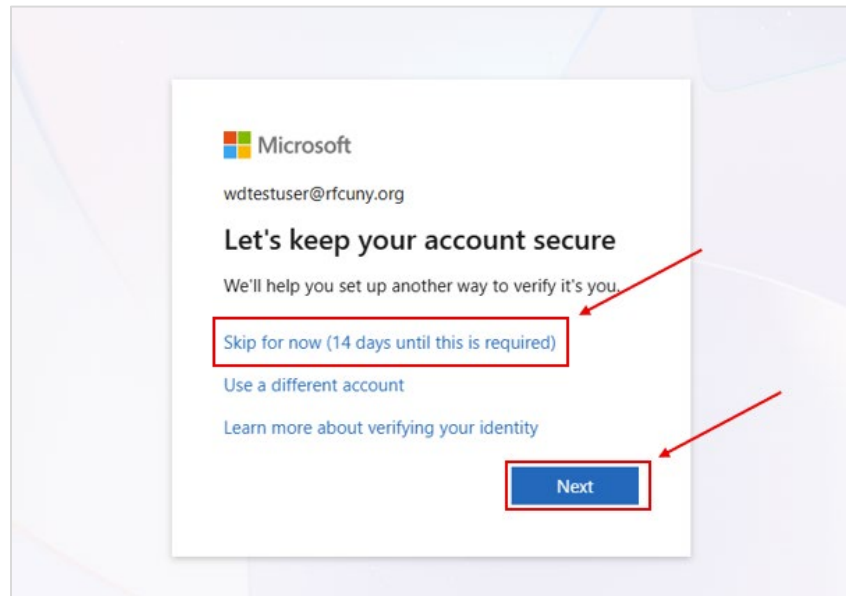 Microsoft
wdtestuser@rfcuny.org
Let's keep your account secure
We'll help you set up another way to verify it's you.
Skip for now (14 days until this is required)
Use a different account
Learn more about verifying your identity
Next